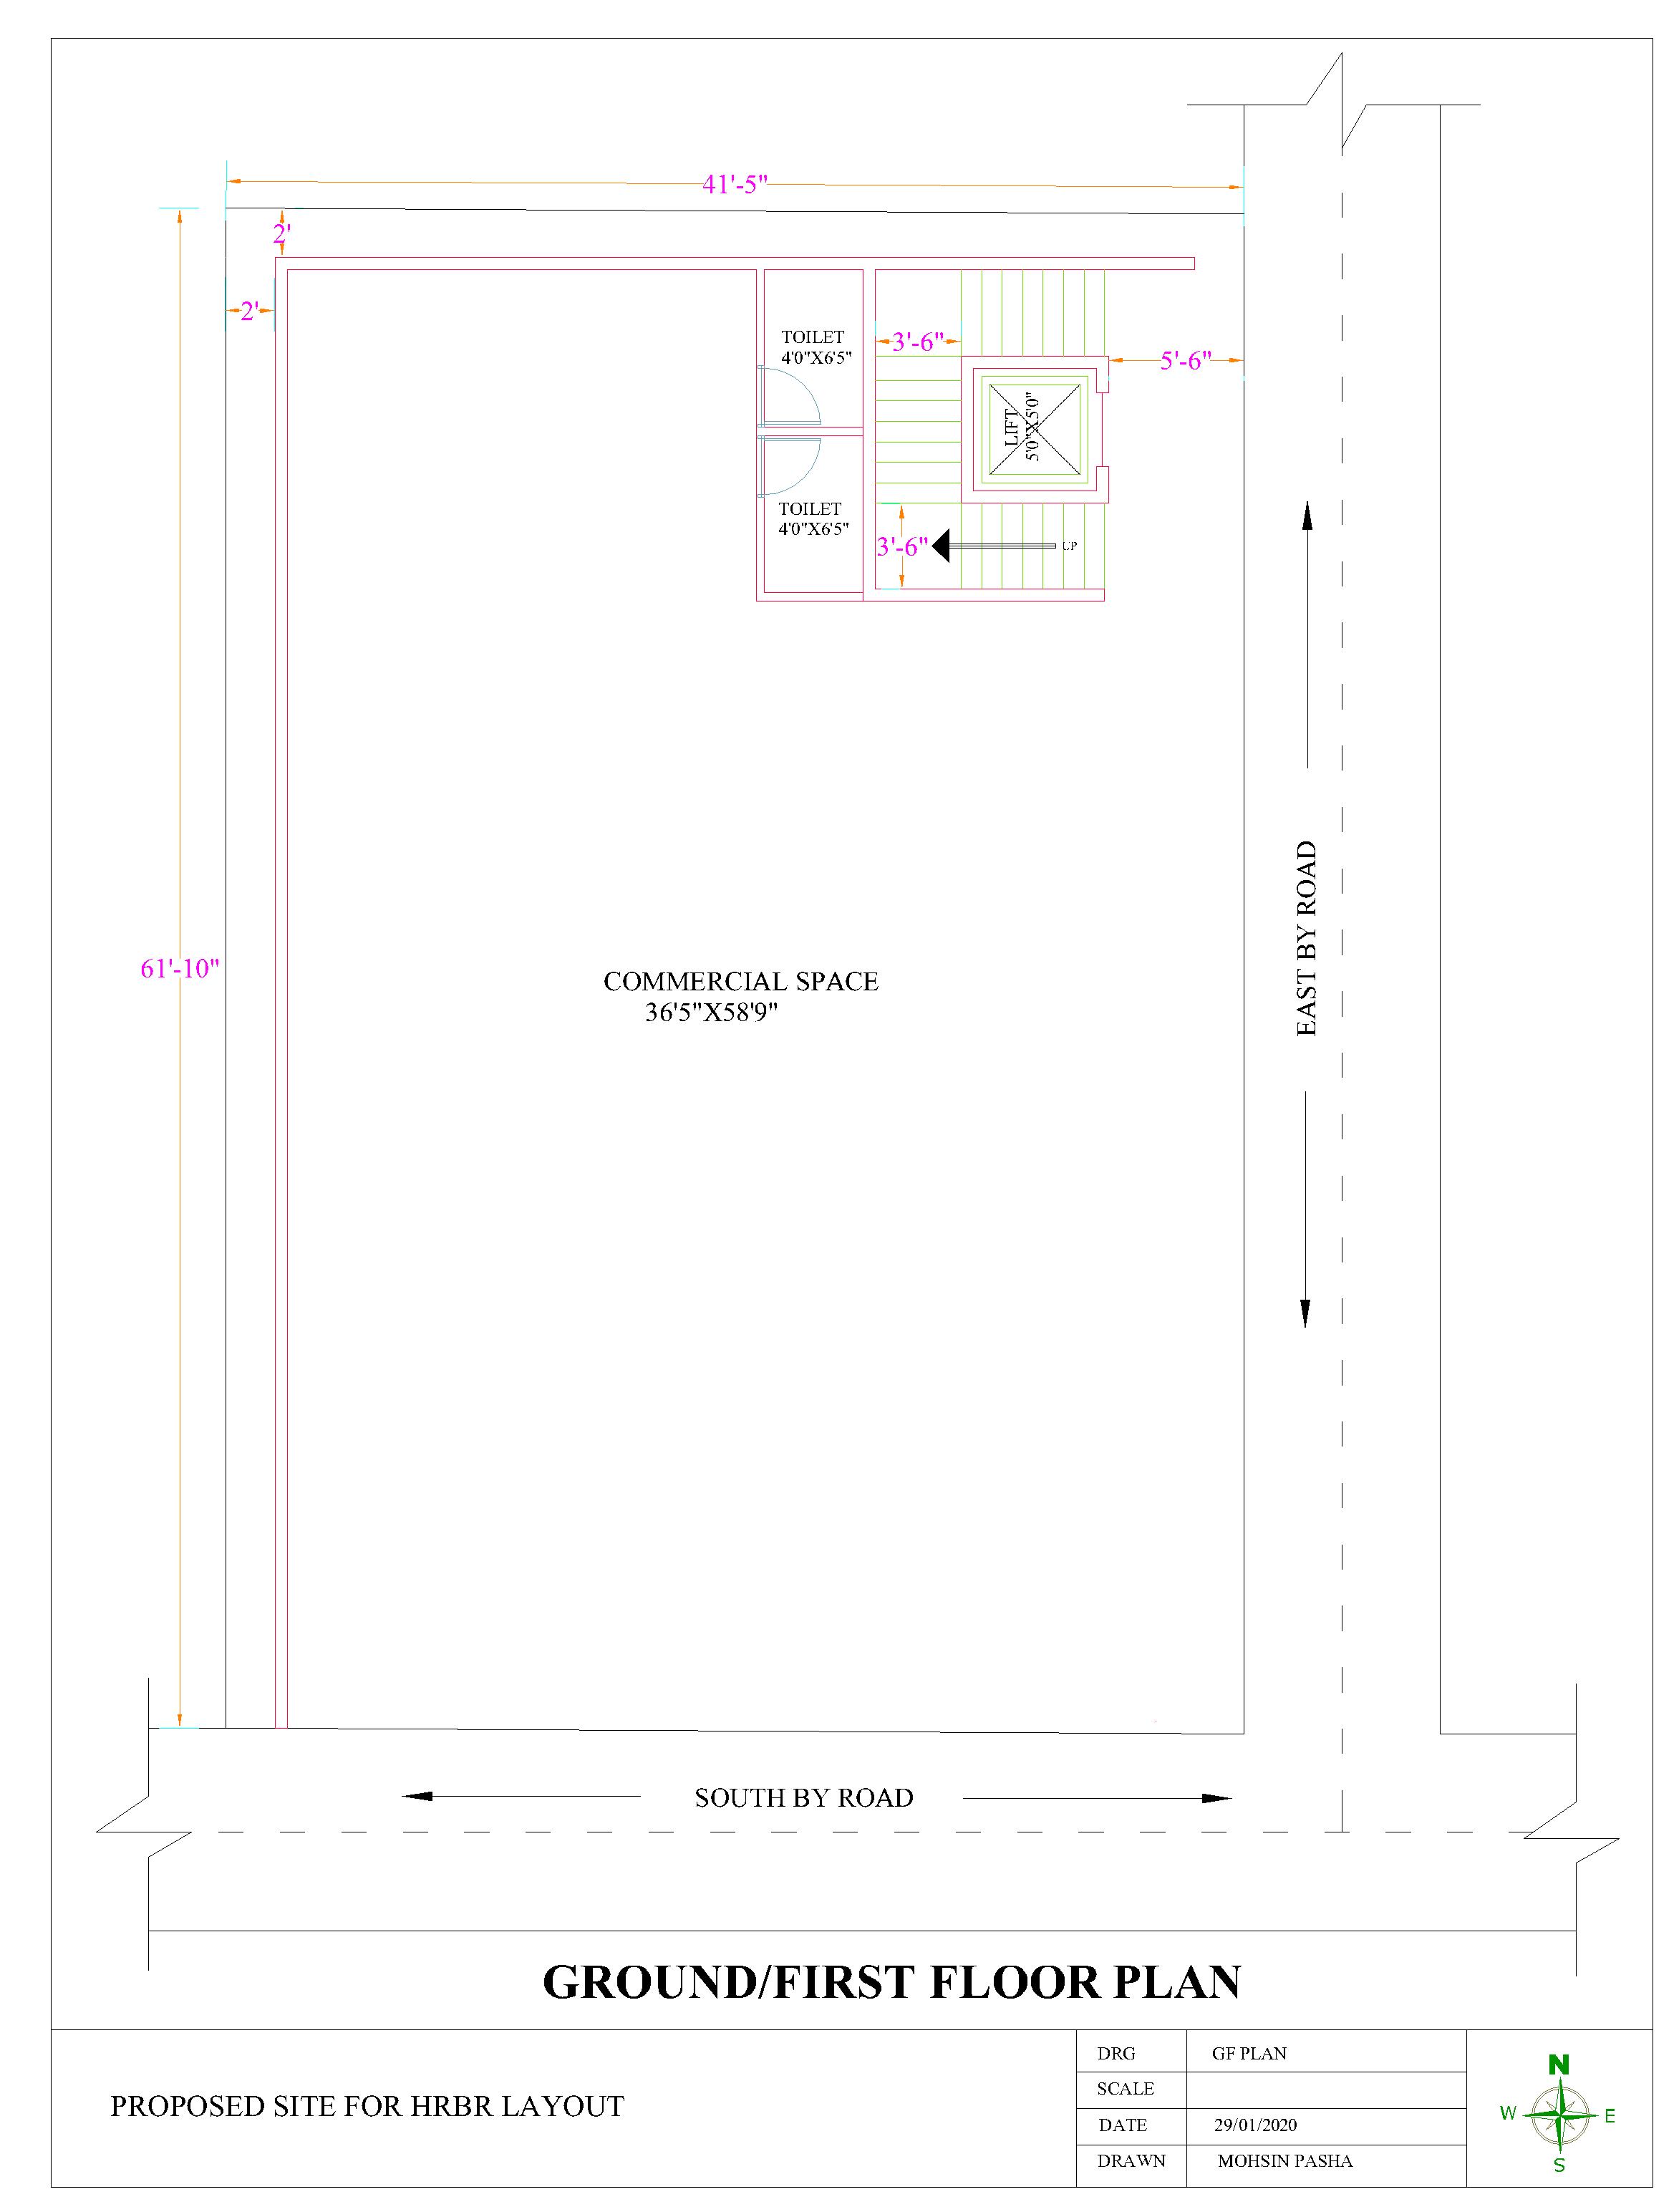 41'-5"
2'
2'
TOILET
4'0"X6'5"
3'-6"
5'-6"
LIFT
5'0"X5'0"
TOILET
4'0"X6'5"
3'-6"
UP
EAST BY ROAD
61'-10"
COMMERCIAL SPACE
36'5"X58'9"
SOUTH BY ROAD
GROUND/FIRST FLOOR PLAN
PROPOSED SITE FOR HRBR LAYOUT
DRG GF PLAN
SCALE
DATE 29/01/2020
DRAWN MOHSIN PASHA
N
W E
S